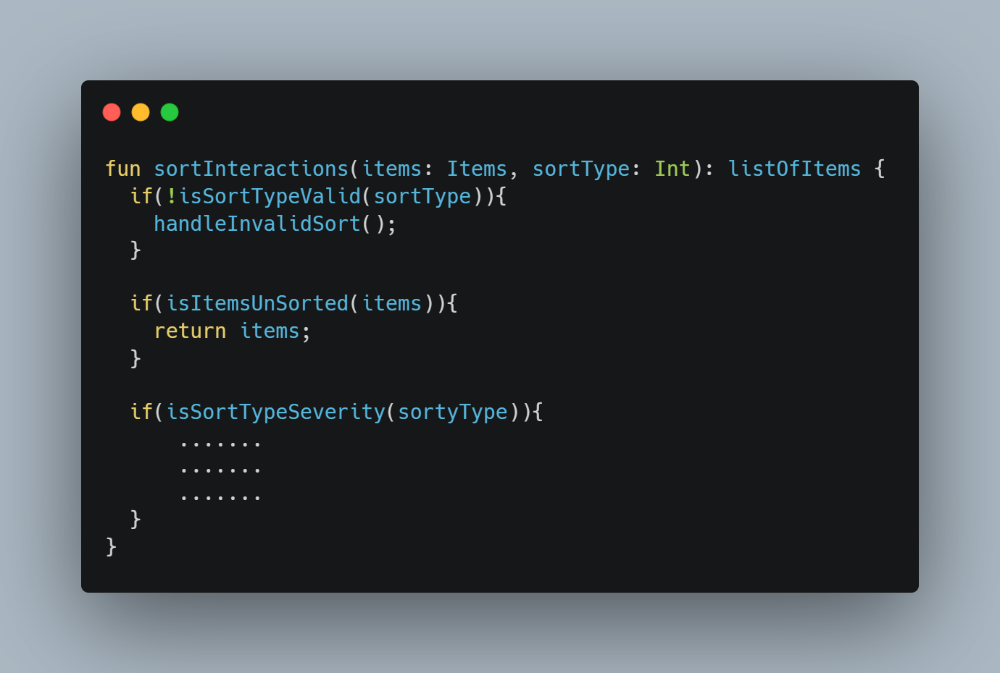 fun sortInteractions(items: Items, sortType: Int): listOfItems {
  if(!isSortTypeValid(sortType)){
    handleInvalidSort();
  }

  if(isItemsUnSorted(items)){
    return items;
  }

  if(isSortTypeSeverity(sortyType)){
      .......
      .......
      .......
  }
}